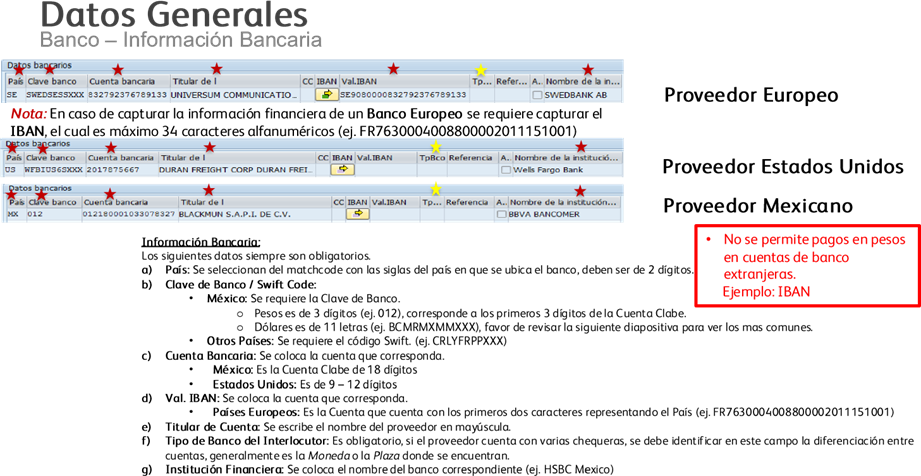 Datos Generales
Banco – Información Bancaria
Datos bancarios
País Clave banco Cuenta bancaria Titular de l CC IBAN Val.IBAN Tp... Refer... A.. Nombre de la in...
SE SWEDSESSXXX 832792376789133 UNIVERSUM COMMUNICATIO... SE9080000832792376789133 SWEDBANK AB
Proveedor Europeo
Nota: En caso de capturar la información financiera de un Banco Europeo se requiere capturar el
IBAN, el cual es máximo 34 caracteres alfanuméricos (ej. FR7630004008800002011151001)
Datos bancarios
País Clave banco Cuenta bancaria Titular de l CC IBAN Val.IBAN TpBco Referencia A.. Nombre de la institució...
US WFBIUS6SXXX 2017875667 DURAN FREIGHT CORP DURAN FREI... Wells Fargo Bank
Proveedor Estados Unidos
Datos bancarios
País Clave banco Cuenta bancaria Titular de l CC IBAN Val.IBAN Tp... Referencia A.. Nombre de la institución...
MX 012 012180001033078327 BLACKMUN S.A.P.I. DE C.V. BBVA BANCOMER
Proveedor Mexicano
• No se permite pagos en pesos
en cuentas de banco
extranjeras.
Ejemplo: IBAN
Información Bancaria:
Los siguientes datos siempre son obligatorios.
a) País: Se seleccionan del matchcode con las siglas del país en que se ubica el banco, deben ser de 2 dígitos.
b) Clave de Banco / Swift Code:
• México: Se requiere la Clave de Banco.
○ Pesos es de 3 dígitos (ej. 012), corresponde a los primeros 3 dígitos de la Cuenta Clabe.
○ Dólares es de 11 letras (ej. BCMRMXMMXXX), favor de revisar la siguiente diapositiva para ver los mas comunes.
• Otros Países: Se requiere el código Swift. (ej. CRLYFRPPXXX)
c) Cuenta Bancaria: Se coloca la cuenta que corresponda.
• México: Es la Cuenta Clabe de 18 dígitos
• Estados Unidos: Es de 9 – 12 dígitos
d) Val. IBAN: Se coloca la cuenta que corresponda.
• Países Europeos: Es la Cuenta que cuenta con los primeros dos caracteres representando el País (ej. FR7630004008800002011151001)
e) Titular de Cuenta: Se escribe el nombre del proveedor en mayúscula.
f) Tipo de Banco del Interlocutor: Es obligatorio, si el proveedor cuenta con varias chequeras, se debe identificar en este campo la diferenciación entre
cuentas, generalmente es la Moneda o la Plaza donde se encuentran.
g) Institución Financiera: Se coloca el nombre del banco correspondiente (ej. HSBC Mexico)